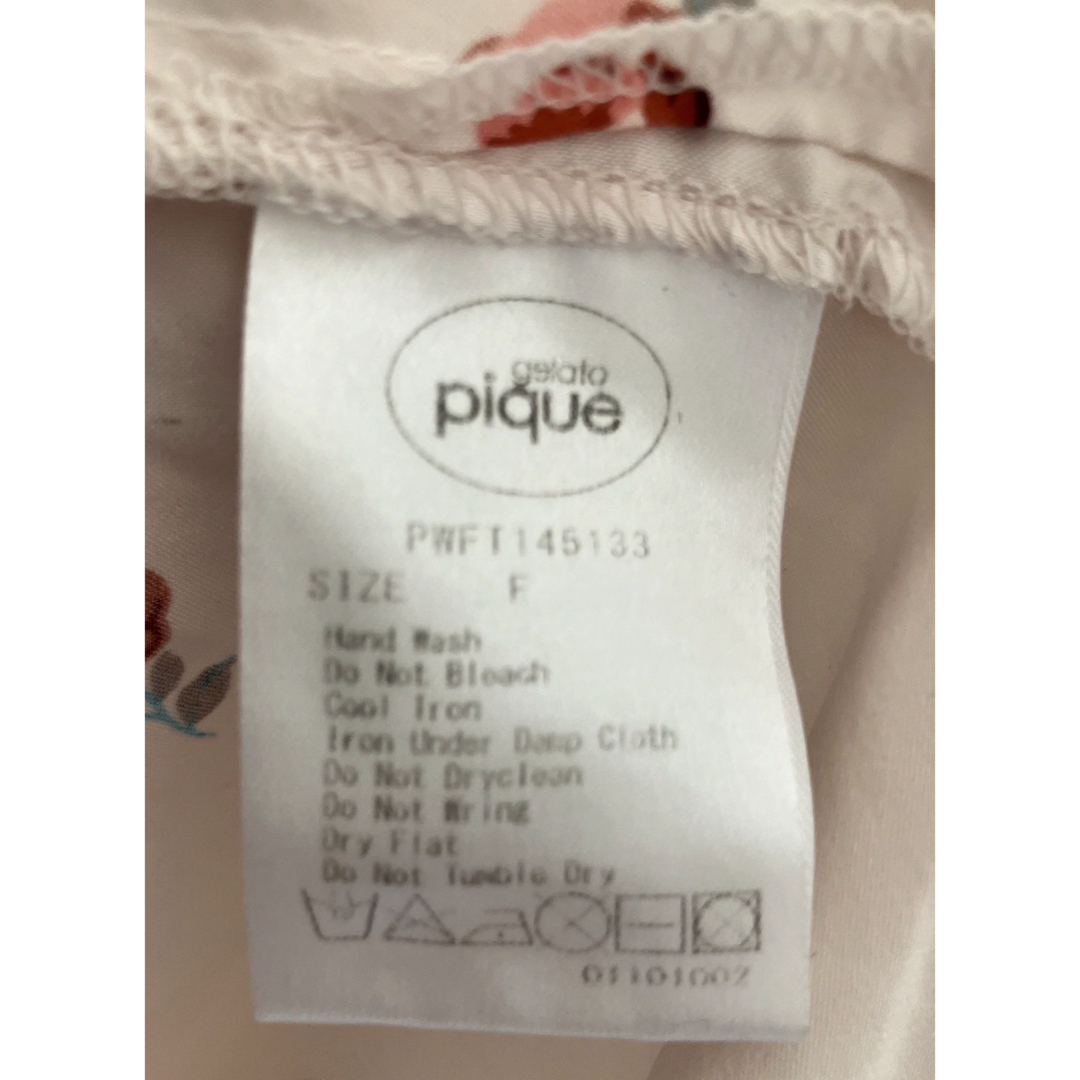 gelato
pique
PWFT145133
SIZE F
Hand Wash
Do Not Bleach
Cool Iron
Iron Under Damp Cloth
Do Not Dryclean
Do Not Wring
Dry Flat
Do Not Tumble Dry
01101002